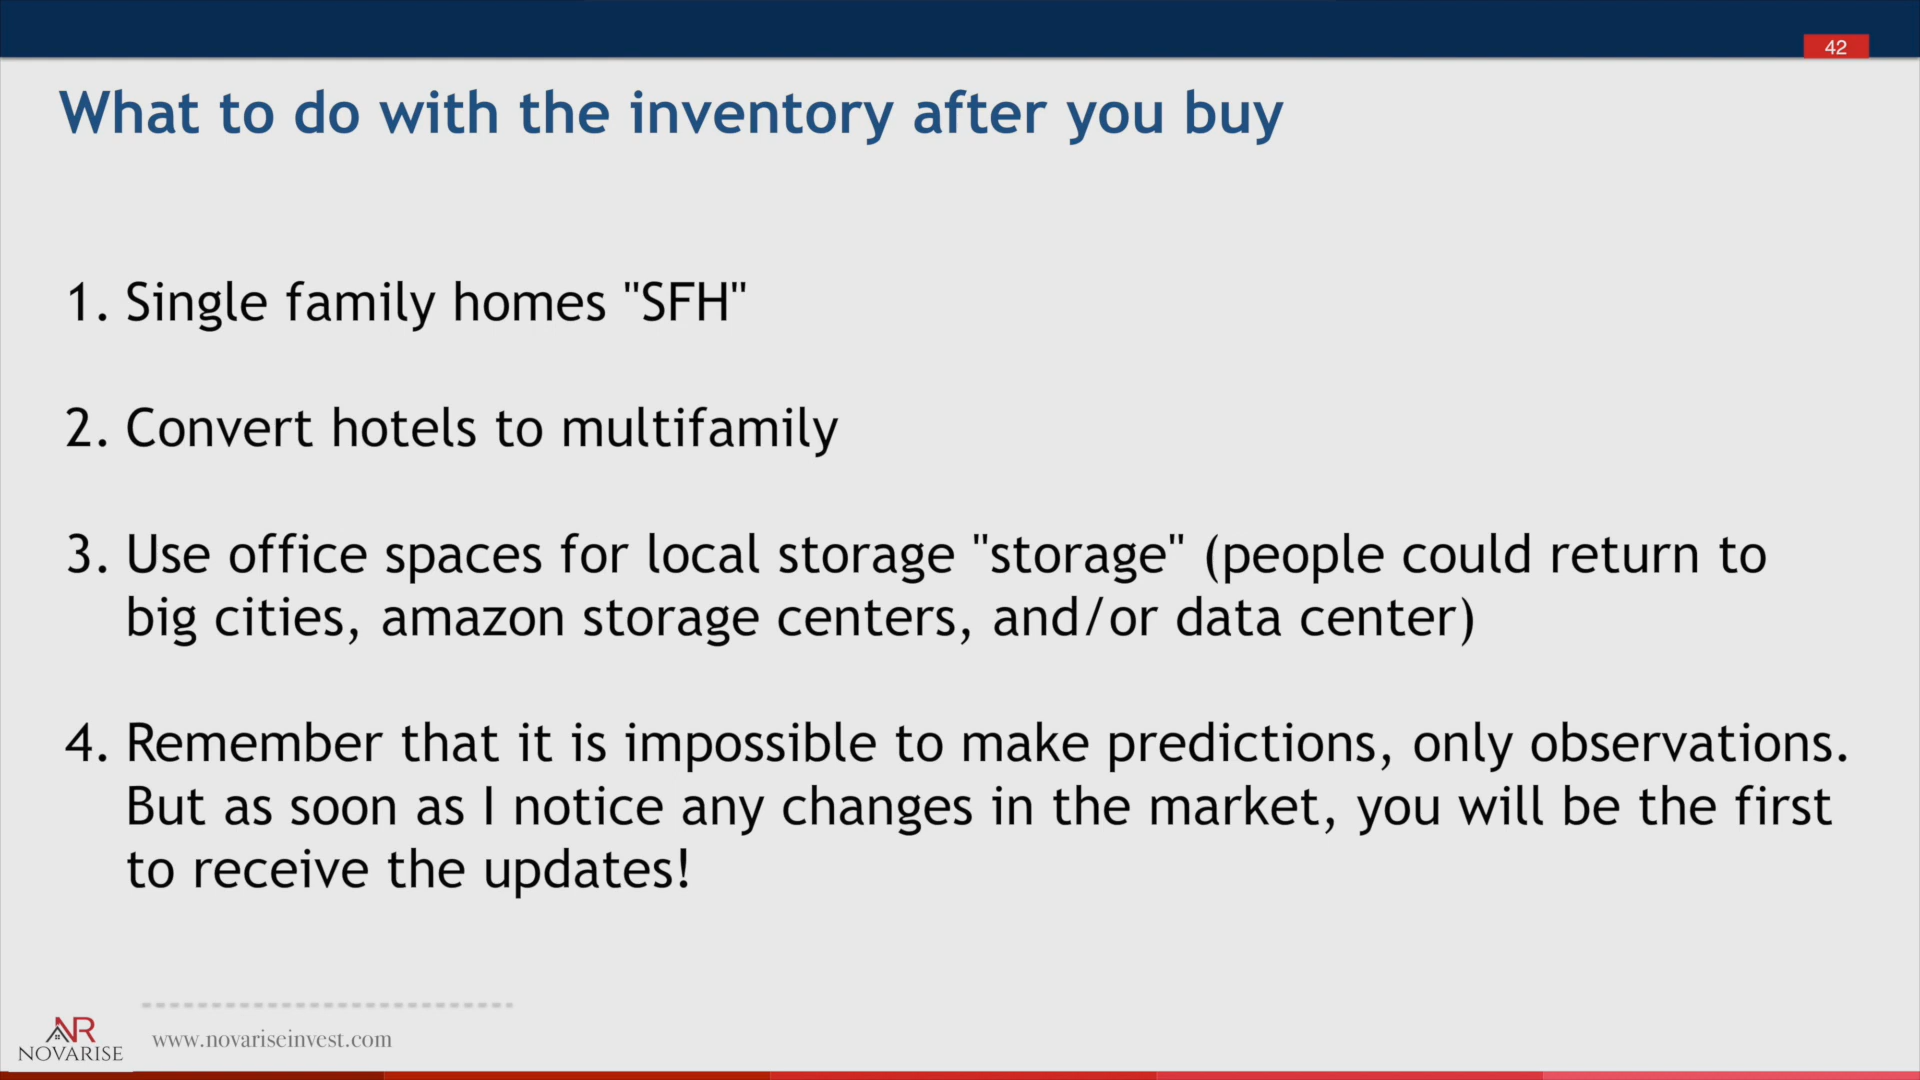 42
What to do with the inventory after you buy
1. Single family homes "SFH"
2. Convert hotels to multifamily
3. Use office spaces for local storage "storage" (people could return to
big cities, amazon storage centers, and/or data center)
4. Remember that it is impossible to make predictions, only observations.
But as soon as I notice any changes in the market, you will be the first
to receive the updates!
NR
NOVARISE
www.novariseinvest.com